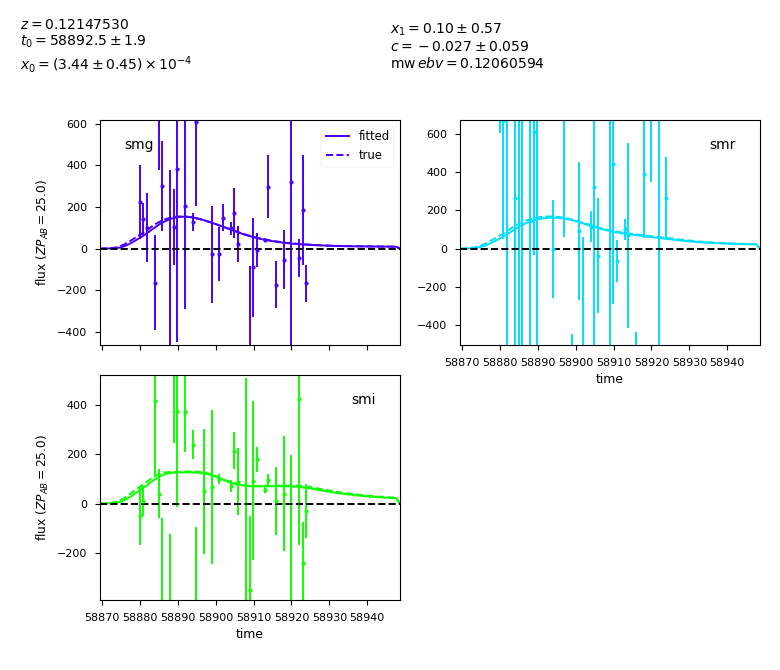 z = 0.12147530
t₀ = 58892.5 ± 1.9
x₀ = (3.44 ± 0.45) × 10⁻⁴
x₁ = 0.10 ± 0.57
c = −0.027 ± 0.059
mw ebv = 0.12060594
smg
fitted
true
flux (ZP_AB = 25.0)
600
400
200
0
−200
−400
smr
600
400
200
0
−200
−400
58870 58880 58890 58900 58910 58920 58930 58940
time
smi
flux (ZP_AB = 25.0)
400
200
0
−200
58870 58880 58890 58900 58910 58920 58930 58940
time